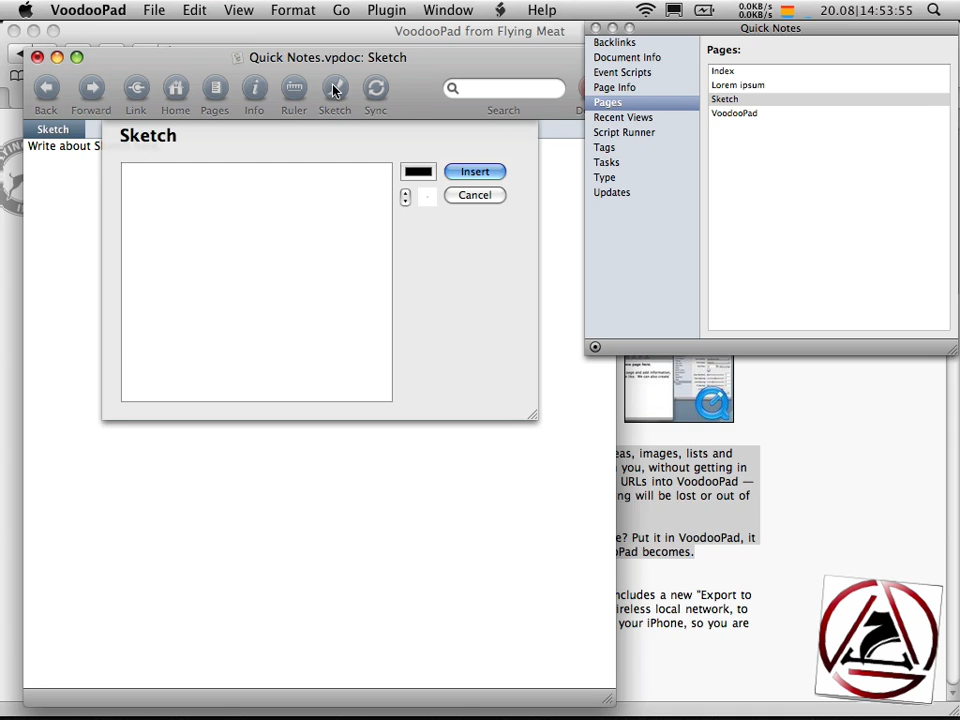 VoodooPad File Edit View Format Go Plugin Window Help 0.0KB/s 0.0KB/s 20.08|14:53:55
VoodooPad from Flying Meat
Quick Notes.vpdoc: Sketch
Back Forward Link Home Pages Info Ruler Sketch Sync Search
Sketch
Write about S
Sketch
Insert
Cancel
Quick Notes
Backlinks
Document Info
Event Scripts
Page Info
Pages
Recent Views
Script Runner
Tags
Tasks
Type
Updates
Pages:
Index
Lorem ipsum
Sketch
VoodooPad
eas, images, lists and
you, without getting in
URLs into VoodooPad —
ng will be lost or out of
e? Put it in VoodooPad, it
oPad becomes.
ncludes a new "Export to
ireless local network, to
your iPhone, so you are